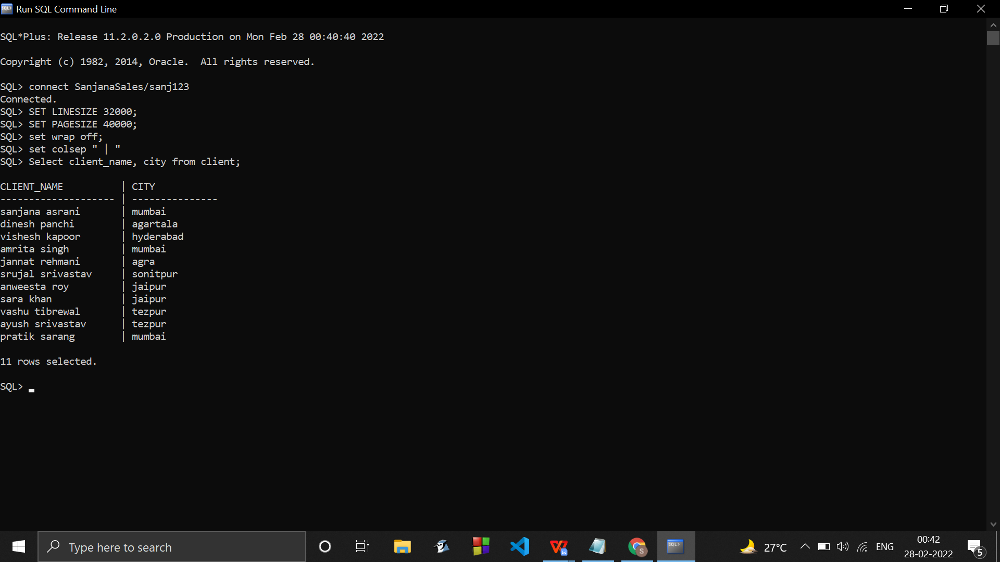 Run SQL Command Line
SQL*Plus: Release 11.2.0.2.0 Production on Mon Feb 28 00:40:40 2022
Copyright (c) 1982, 2014, Oracle.  All rights reserved.
SQL> connect SanjanaSales/sanj123
Connected.
SQL> SET LINESIZE 32000;
SQL> SET PAGESIZE 40000;
SQL> set wrap off;
SQL> set colsep " | "
SQL> Select client_name, city from client;
CLIENT_NAME          | CITY
-------------------- | ---------------
sanjana asrani       | mumbai
dinesh panchi        | agartala
vishesh kapoor       | hyderabad
amrita singh         | mumbai
jannat rehmani       | agra
srujal srivastav     | sonitpur
anweesta roy         | jaipur
sara khan            | jaipur
vashu tibrewal       | tezpur
ayush srivastav      | tezpur
pratik sarang        | mumbai
11 rows selected.
SQL>
Type here to search
27°C ENG 00:42
28-02-2022
5